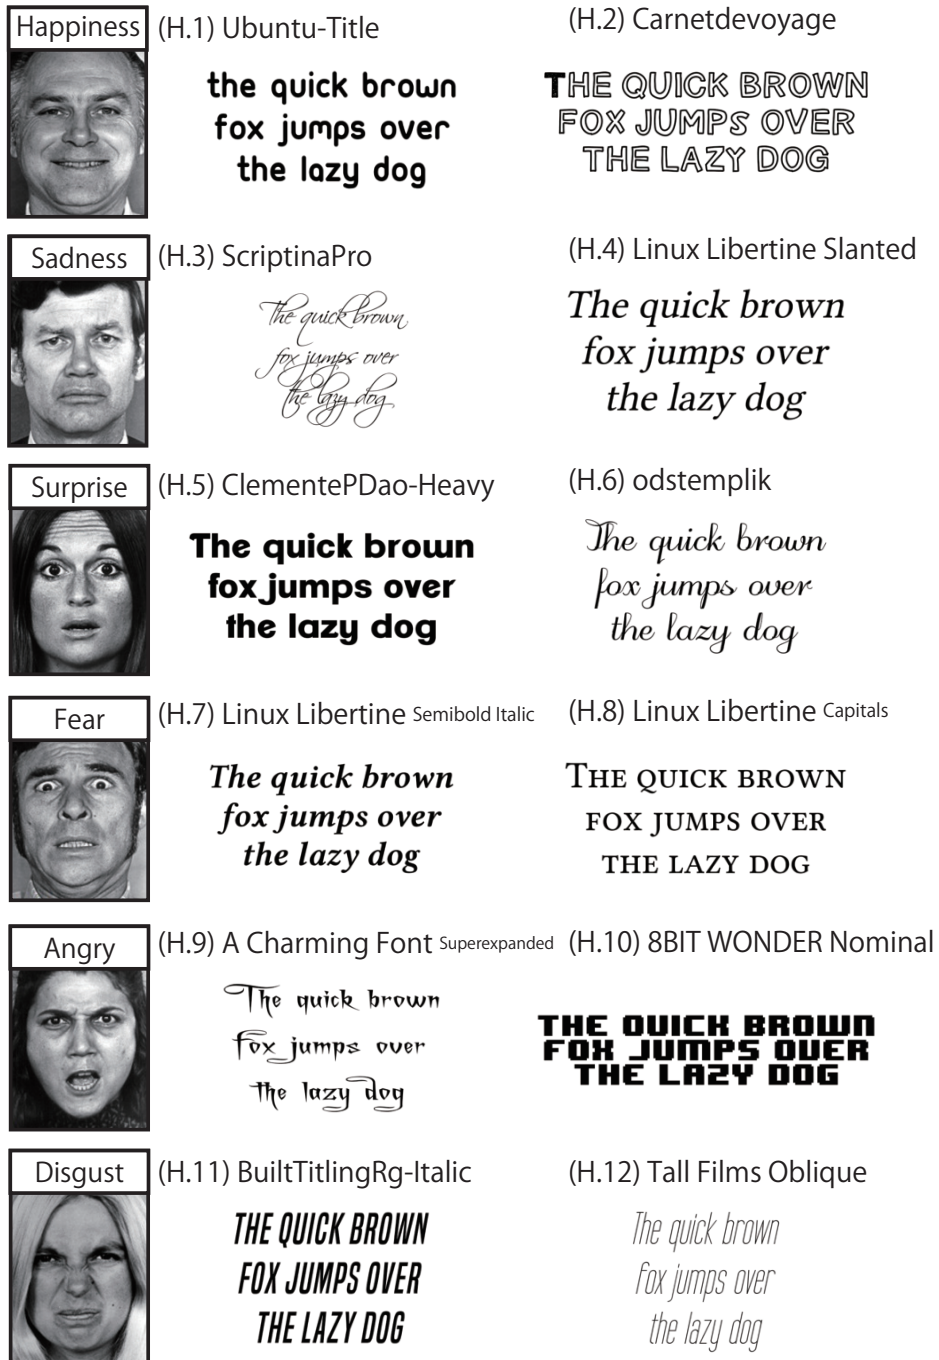 Happiness (H.1) Ubuntu-Title (H.2) Carnetdevoyage
the quick brown
fox jumps over
the lazy dog
THE QUICK BROWN
FOX JUMPS OVER
THE LAZY DOG
Sadness (H.3) ScriptinaPro (H.4) Linux Libertine Slanted
The quick brown
fox jumps over
the lazy dog
The quick brown
fox jumps over
the lazy dog
Surprise (H.5) ClementePDao-Heavy (H.6) odstemplik
The quick brown
fox jumps over
the lazy dog
The quick brown
fox jumps over
the lazy dog
Fear (H.7) Linux Libertine Semibold Italic (H.8) Linux Libertine Capitals
The quick brown
fox jumps over
the lazy dog
THE QUICK BROWN
FOX JUMPS OVER
THE LAZY DOG
Angry (H.9) A Charming Font Superexpanded (H.10) 8BIT WONDER Nominal
The quick brown
fox jumps over
the lazy dog
THE QUICK BROWN
FOX JUMPS OVER
THE LAZY DOG
Disgust (H.11) BuiltTitlingRg-Italic (H.12) Tall Films Oblique
THE QUICK BROWN
FOX JUMPS OVER
THE LAZY DOG
The quick brown
fox jumps over
the lazy dog